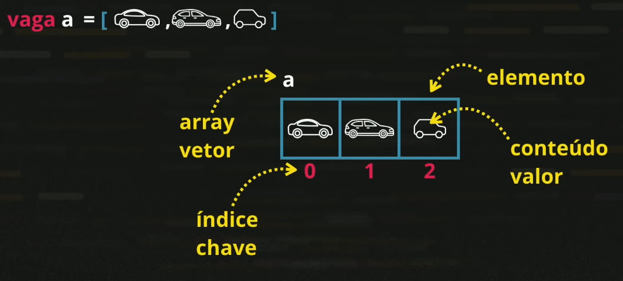 vaga a = [ , , ]
a
elemento
array
vetor
conteúdo
valor
0 1 2
índice
chave